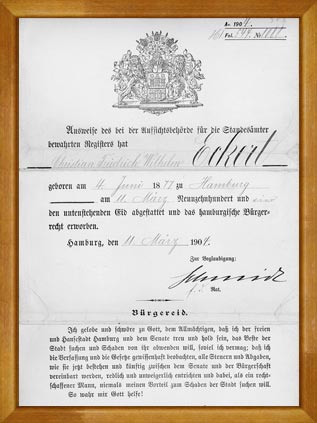 A: 1904.
Fol. 544. № 1088
Ausweise des bei der Aufsichtsbehörde für die Standesämter
bewahrten Registers hat
Christian Friedrich Wilhelm Eckert
geboren am 4. Juni 1877 zu Hamburg
am 11. März Neunzehnhundert und
den untenstehenden Eid abgestattet und das hamburgische Bürger-
recht erworben.
Hamburg, den 11. März 1904.
Zur Beglaubigung:
Schmidt
Rat.
Bürgereid.
Ich gelobe und schwöre zu Gott, dem Allmächtigen, daß ich der freien
und Hansestadt Hamburg und dem Senate treu und hold sein, das Beste der
Stadt suchen und Schaden von ihr abwenden will, soviel ich vermag; daß ich
die Verfassung und die Gesetze gewissenhaft beobachten, alle Steuern und Abgaben,
wie sie jetzt bestehen und künftig zwischen dem Senate und der Bürgerschaft
vereinbart werden, redlich und unweigerlich entrichten und dabei, als ein recht-
schaffener Mann, niemals meinen Vorteil zum Schaden der Stadt suchen will.
So wahr mir Gott helfe!